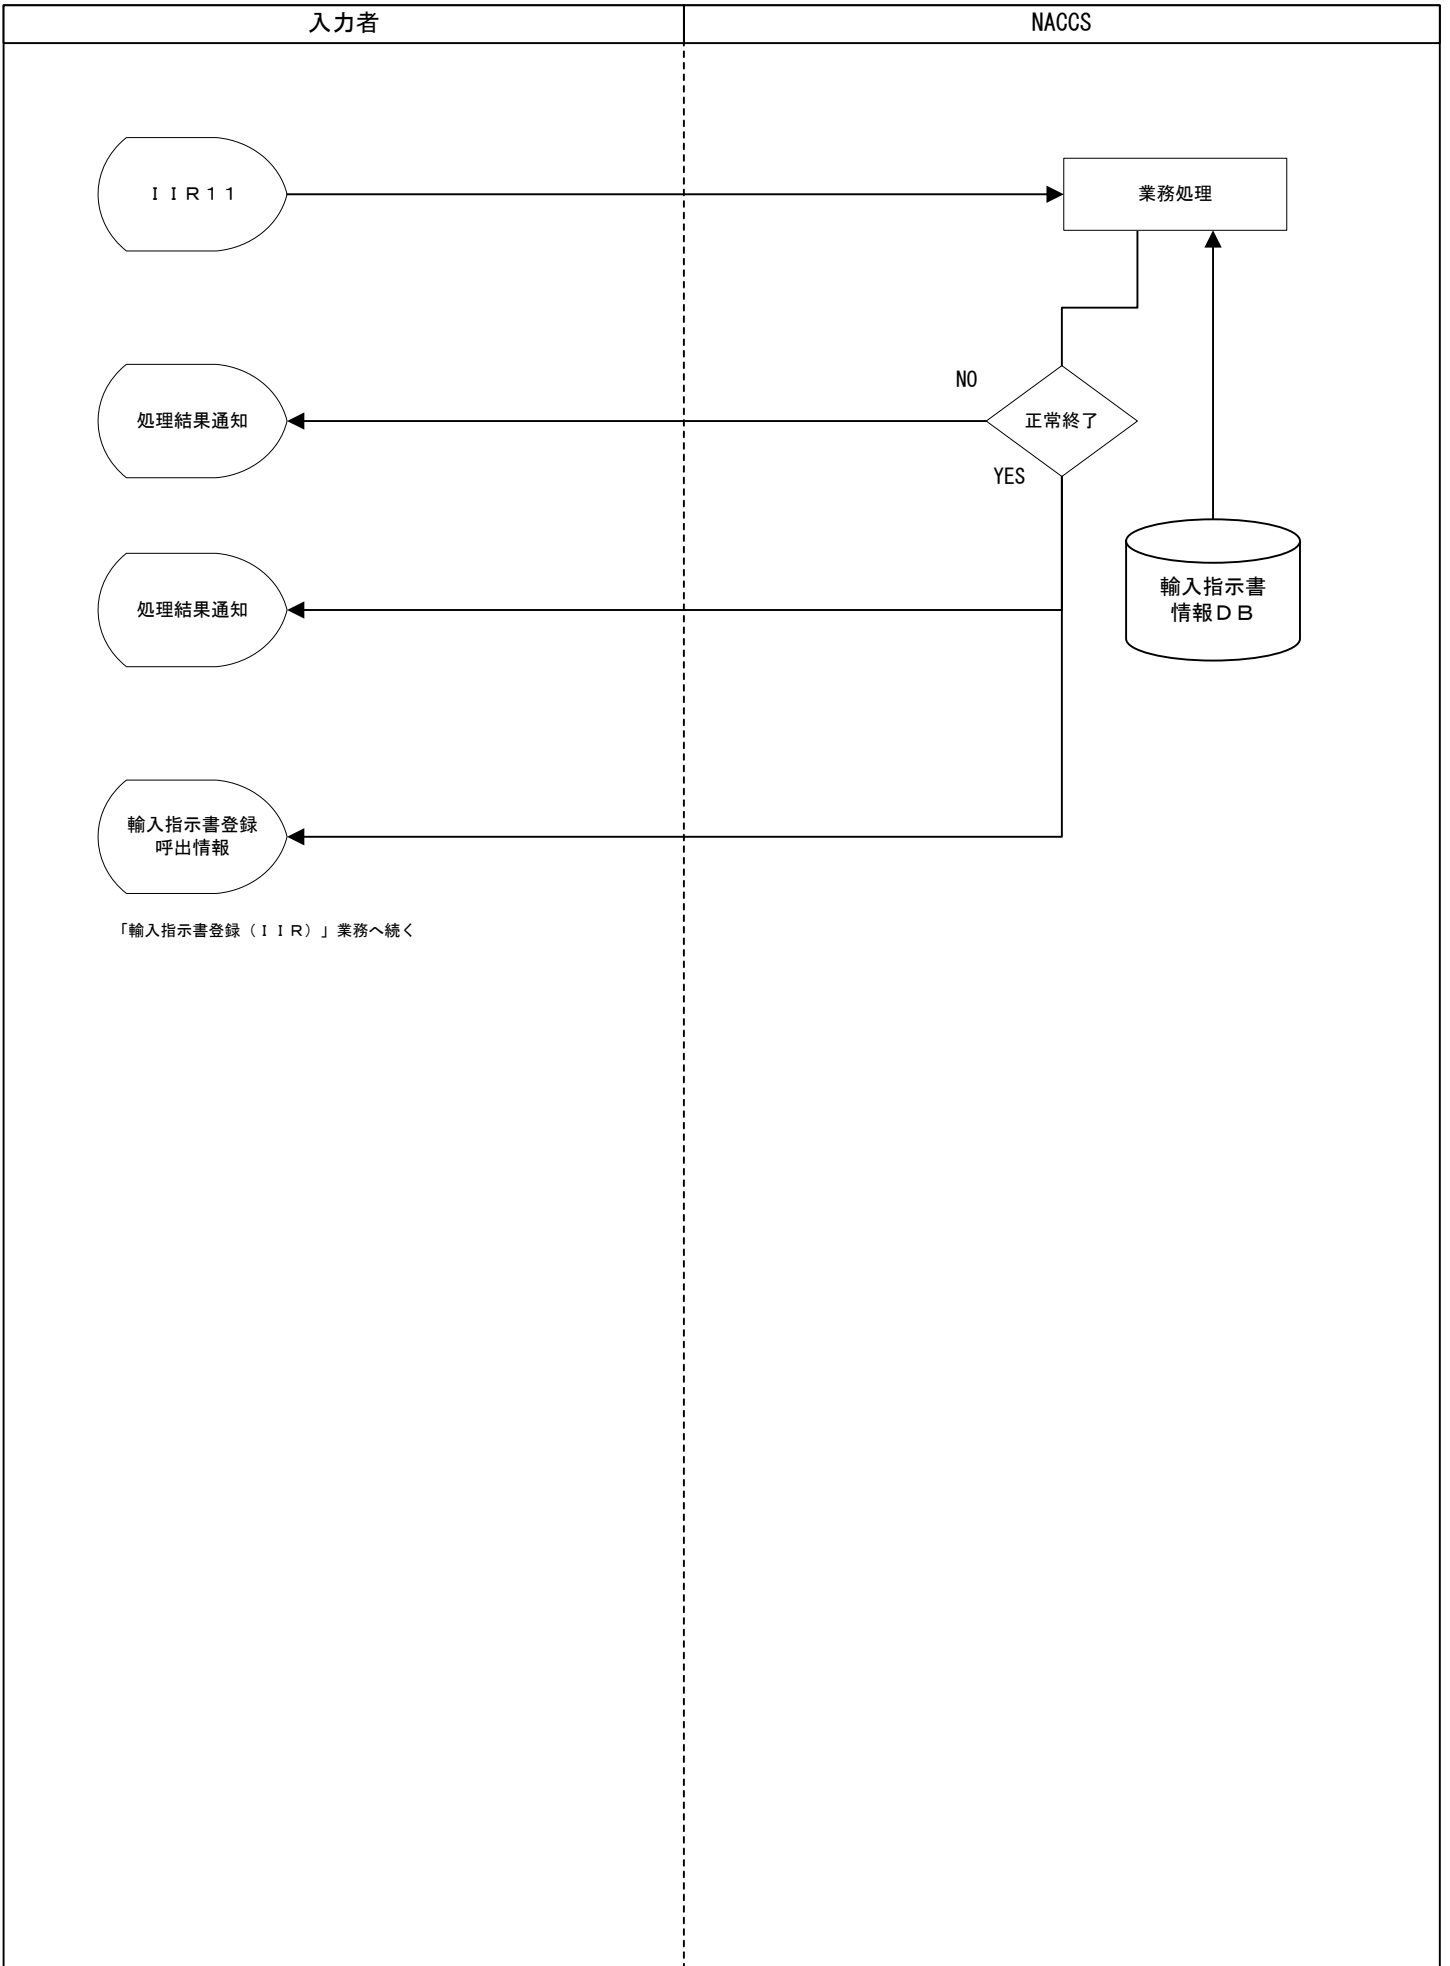 入力者
NACCS
ＩＩＲ１１
業務処理
NO
処理結果通知
正常終了
YES
処理結果通知
輸入指示書
情報ＤＢ
輸入指示書登録
呼出情報
「輸入指示書登録（ＩＩＲ）」業務へ続く